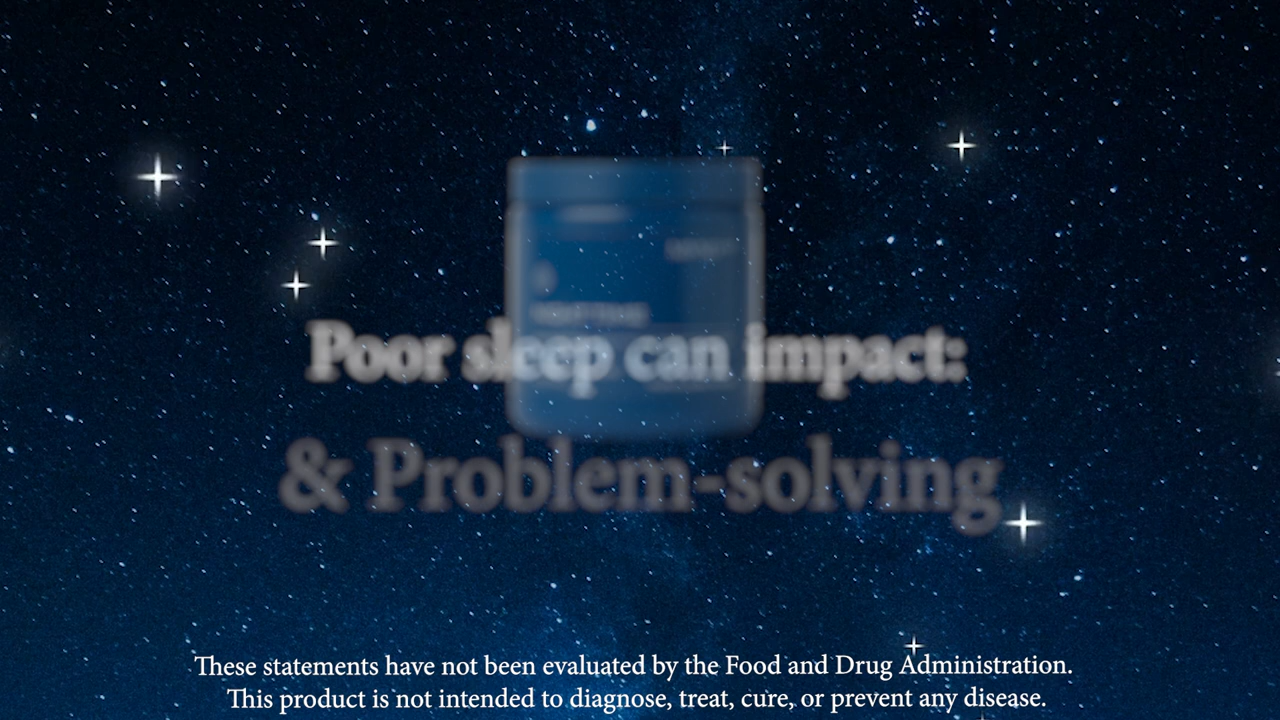 Poor sleep can impact:
& Problem-solving
These statements have not been evaluated by the Food and Drug Administration.
This product is not intended to diagnose, treat, cure, or prevent any disease.